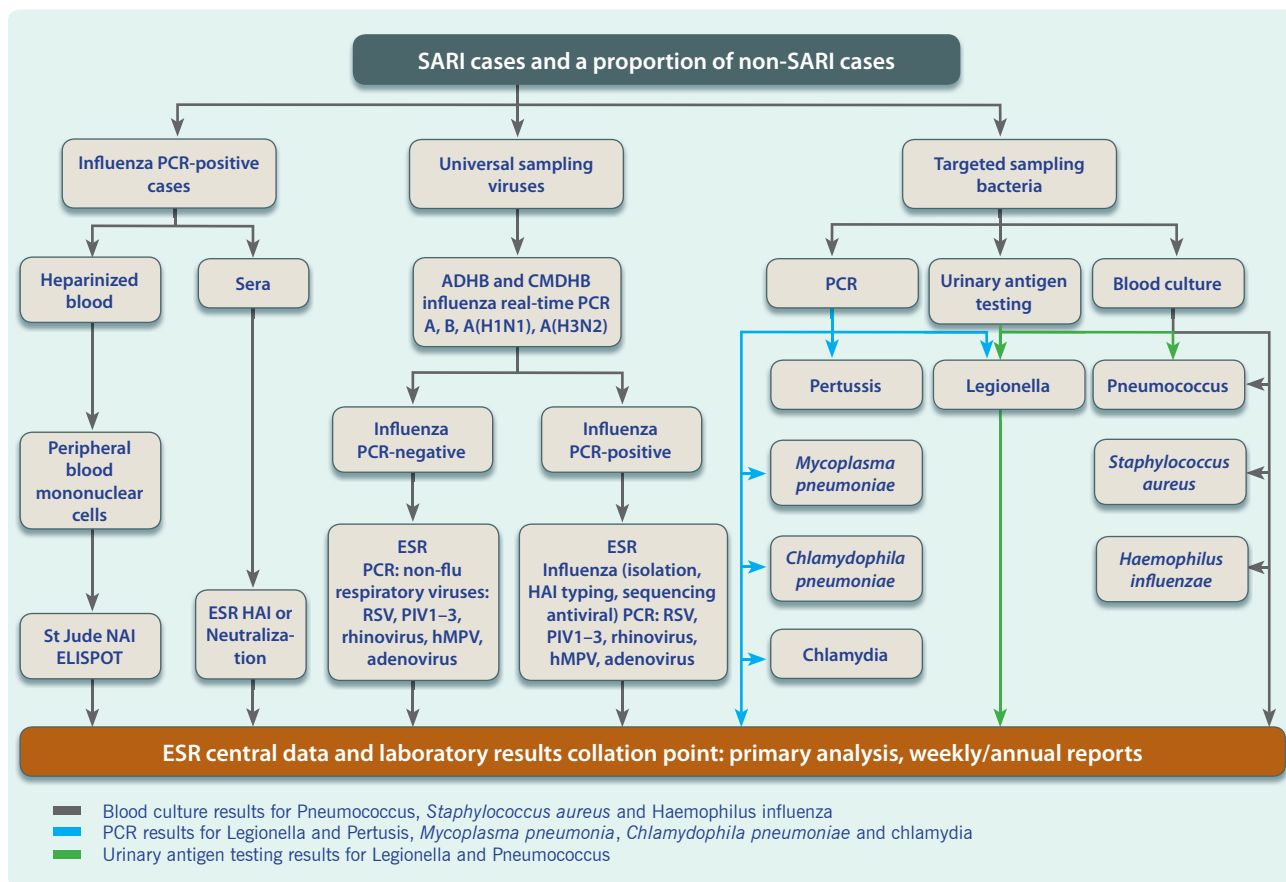 SARI cases and a proportion of non-SARI cases
Influenza PCR-positive
cases
Universal sampling
viruses
Targeted sampling
bacteria
Heparinized
blood
Sera
ADHB and CMDHB
influenza real-time PCR
A, B, A(H1N1), A(H3N2)
PCR
Urinary antigen
testing
Blood culture
Pertussis
Legionella
Pneumococcus
Influenza
PCR-negative
Influenza
PCR-positive
Peripheral
blood
mononuclear
cells
Mycoplasma
pneumoniae
Staphylococcus
aureus
ESR
PCR: non-flu
respiratory viruses:
RSV, PIV1–3,
rhinovirus, hMPV,
adenovirus
ESR
Influenza (isolation,
HAI typing, sequencing
antiviral) PCR: RSV,
PIV1–3, rhinovirus,
hMPV, adenovirus
Chlamydophila
pneumoniae
Haemophilus
influenzae
St Jude NAI
ELISPOT
ESR HAI or
Neutraliza-
tion
Chlamydia
ESR central data and laboratory results collation point: primary analysis, weekly/annual reports
Blood culture results for Pneumococcus, Staphylococcus aureus and Haemophilus influenza
PCR results for Legionella and Pertusis, Mycoplasma pneumonia, Chlamydophila pneumoniae and chlamydia
Urinary antigen testing results for Legionella and Pneumococcus